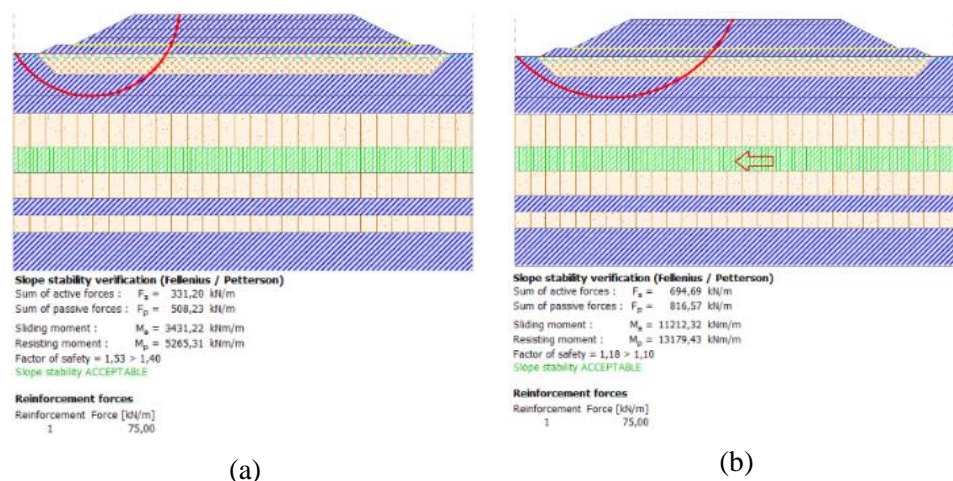 Slope stability verification (Fellenius / Petterson)
Sum of active forces : Fa = 331,20 kN/m
Sum of passive forces : Fp = 508,23 kN/m
Sliding moment : Ma = 3431,22 kNm/m
Resisting moment : Mp = 5265,31 kNm/m
Factor of safety = 1,53 > 1,40
Slope stability ACCEPTABLE
Reinforcement forces
Reinforcement Force [kN/m]
1 75,00
(a)
Slope stability verification (Fellenius / Petterson)
Sum of active forces : Fa = 694,69 kN/m
Sum of passive forces : Fp = 816,57 kN/m
Sliding moment : Ma = 11212,32 kNm/m
Resisting moment : Mp = 13179,43 kNm/m
Factor of safety = 1,18 > 1,10
Slope stability ACCEPTABLE
Reinforcement forces
Reinforcement Force [kN/m]
1 75,00
(b)